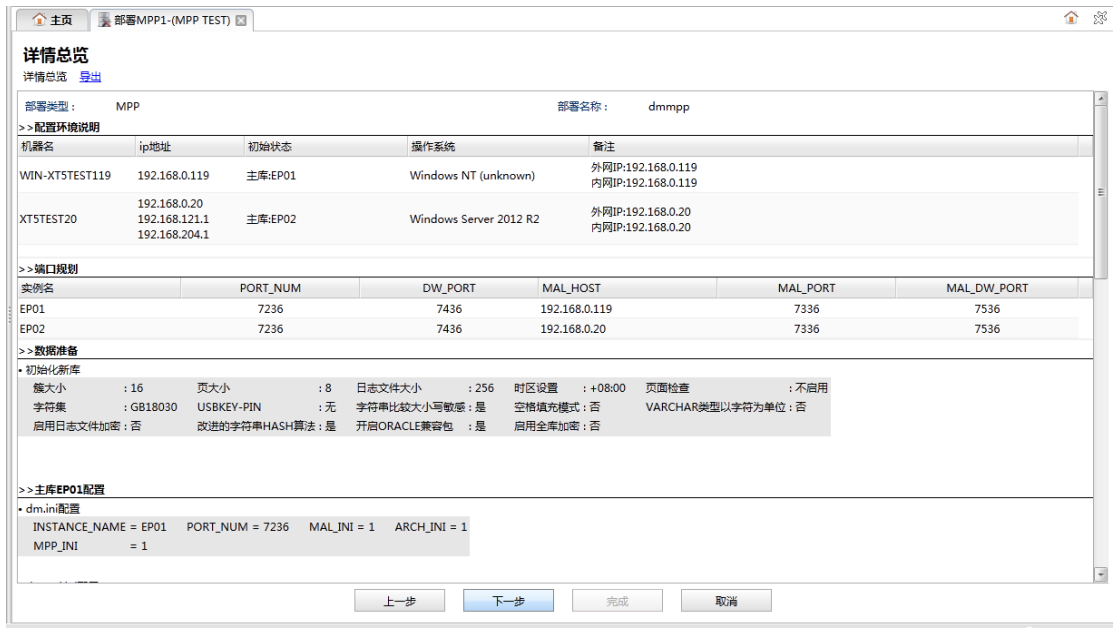 主页 部署MPP1-(MPP TEST)
详情总览
详情总览 导出
部署类型： MPP 部署名称： dmmpp
>>配置环境说明
机器名 ip地址 初始状态 操作系统 备注
WIN-XT5TEST119 192.168.0.119 主库:EP01 Windows NT (unknown) 外网IP:192.168.0.119
内网IP:192.168.0.119
192.168.0.20
XT5TEST20 192.168.121.1 主库:EP02 Windows Server 2012 R2 外网IP:192.168.0.20
192.168.204.1 内网IP:192.168.0.20
>>端口规划
实例名 PORT_NUM DW_PORT MAL_HOST MAL_PORT MAL_DW_PORT
EP01 7236 7436 192.168.0.119 7336 7536
EP02 7236 7436 192.168.0.20 7336 7536
>>数据准备
• 初始化新库
簇大小 : 16 页大小 : 8 日志文件大小 : 256 时区设置 : +08:00 页面检查 : 不启用
字符集 : GB18030 USBKEY-PIN : 无 字符串比较大小写敏感 : 是 空格填充模式 : 否 VARCHAR类型以字符为单位 : 否
启用日志文件加密 : 否 改进的字符串HASH算法 : 是 开启ORACLE兼容包 : 是 启用全库加密 : 否
>>主库EP01配置
• dm.ini配置
INSTANCE_NAME = EP01 PORT_NUM = 7236 MAL_INI = 1 ARCH_INI = 1
MPP_INI = 1
上一步 下一步 完成 取消